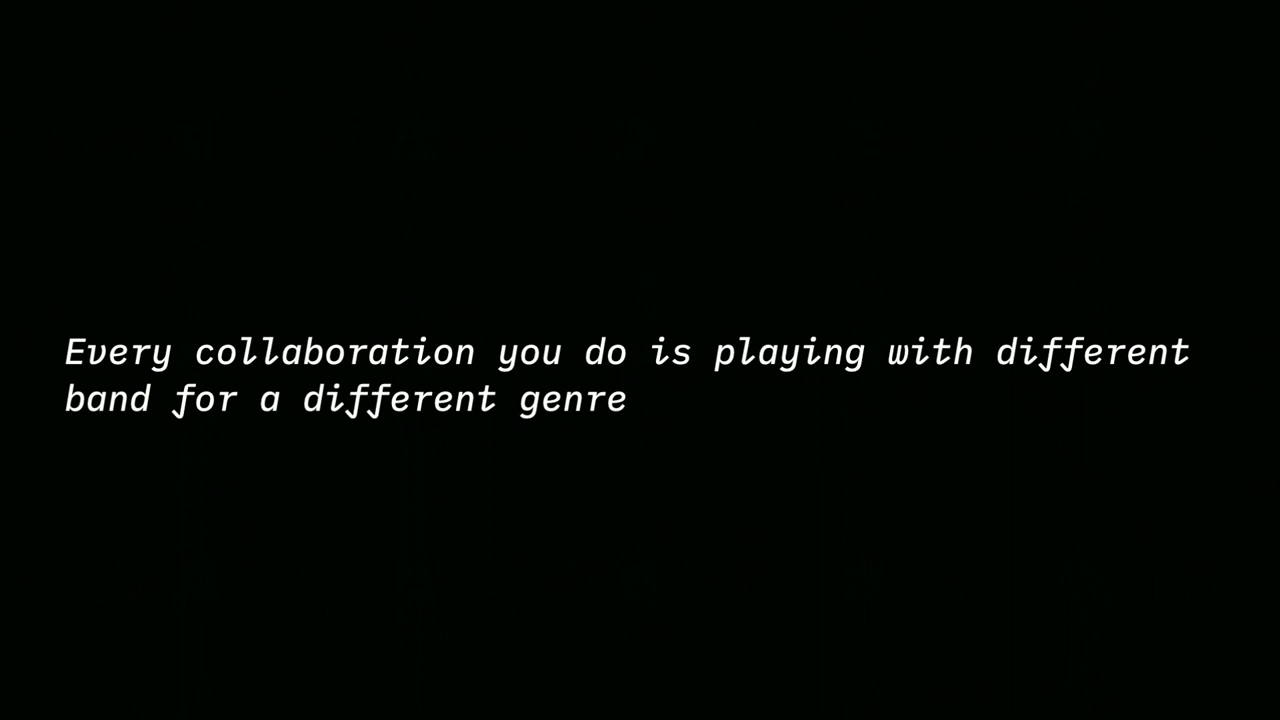 Every collaboration you do is playing with different
band for a different genre